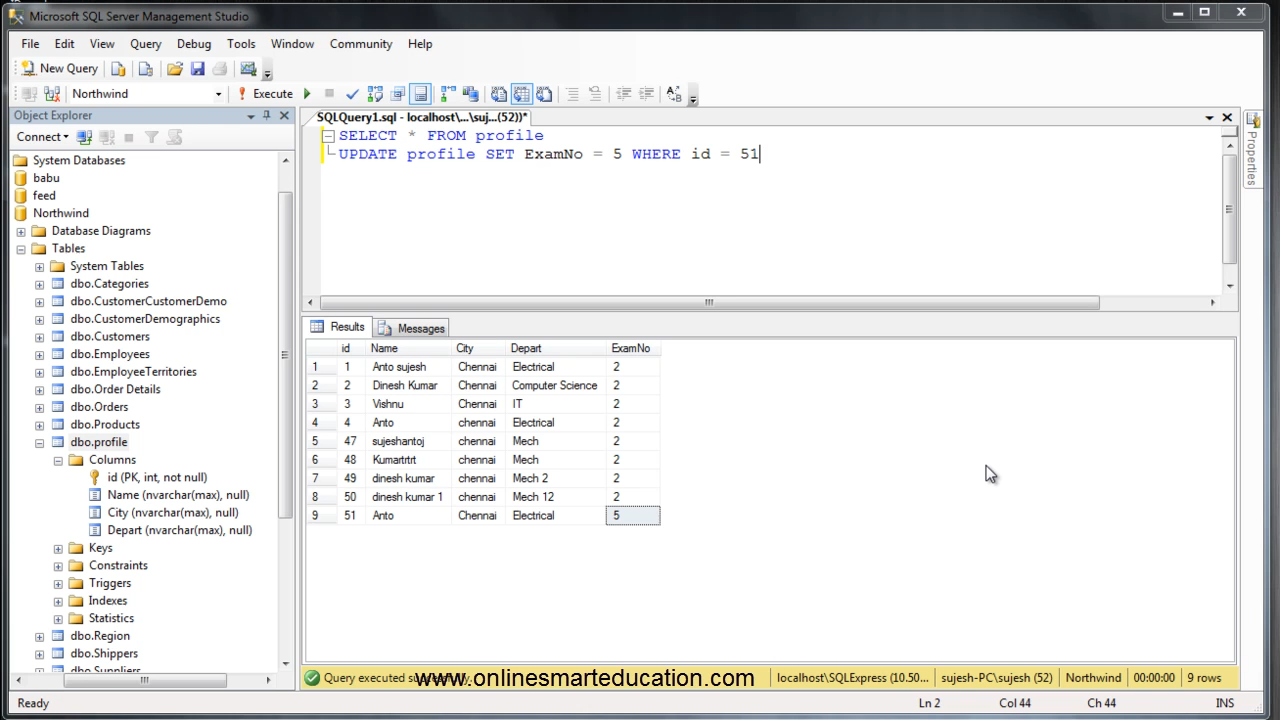 Microsoft SQL Server Management Studio
File Edit View Query Debug Tools Window Community Help
New Query
Northwind Execute
Object Explorer
Connect
System Databases
babu
feed
Northwind
Database Diagrams
Tables
System Tables
dbo.Categories
dbo.CustomerCustomerDemo
dbo.CustomerDemographics
dbo.Customers
dbo.Employees
dbo.EmployeeTerritories
dbo.Order Details
dbo.Orders
dbo.Products
dbo.profile
Columns
id (PK, int, not null)
Name (nvarchar(max), null)
City (nvarchar(max), null)
Depart (nvarchar(max), null)
Keys
Constraints
Triggers
Indexes
Statistics
dbo.Region
dbo.Shippers
dbo.Suppliers
SQLQuery1.sql - localhost\...\suj...(52))*
SELECT * FROM profile
UPDATE profile SET ExamNo = 5 WHERE id = 51
Properties
Results Messages
id Name City Depart ExamNo
1 1 Anto sujesh Chennai Electrical 2
2 2 Dinesh Kumar Chennai Computer Science 2
3 3 Vishnu Chennai IT 2
4 4 Anto chennai Electrical 2
5 47 sujeshantoj chennai Mech 2
6 48 Kumartrtrt chennai Mech 2
7 49 dinesh kumar chennai Mech 2 2
8 50 dinesh kumar 1 chennai Mech 12 2
9 51 Anto Chennai Electrical 5
Query executed successfully.
www.onlinesmarteducation.com
localhost\SQLExpress (10.50... sujesh-PC\sujesh (52) Northwind 00:00:00 9 rows
Ready Ln 2 Col 44 Ch 44 INS